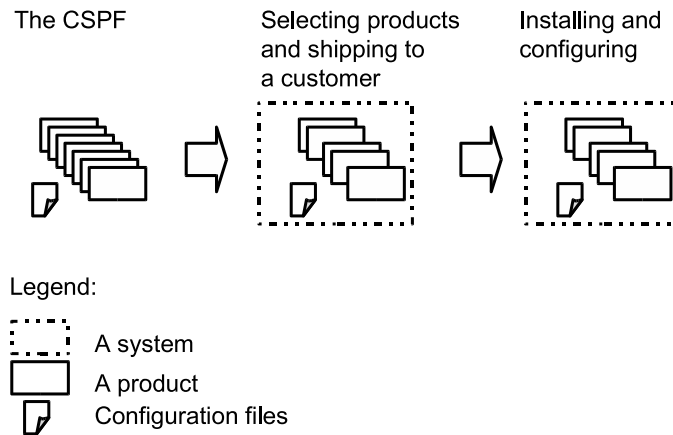 The CSPF
Selecting products
and shipping to
a customer
Installing and
configuring
Legend:
A system
A product
Configuration files